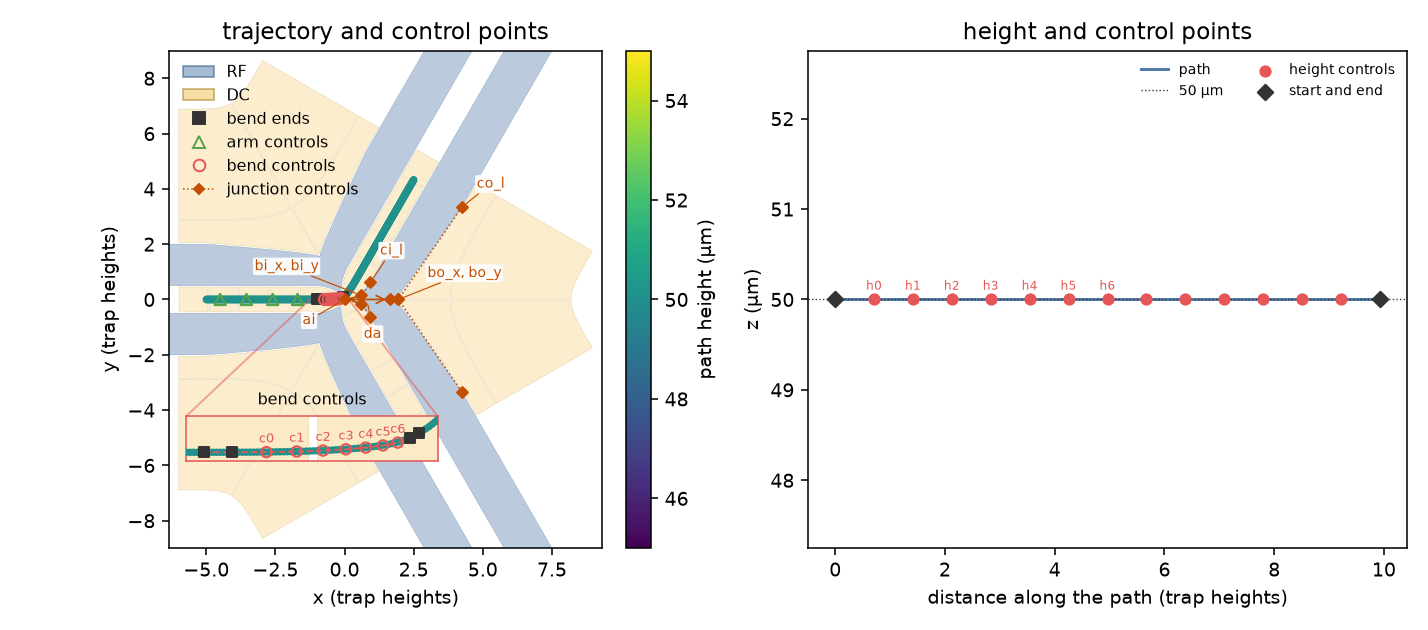 trajectory and control points
RF
DC
bend ends
arm controls
bend controls
junction controls
co_l
ci_l
bi_x, bi_y
bo_x, bo_y
ai
da
bend controls
c0 c1 c2 c3 c4 c5 c6
8
6
4
2
0
−2
−4
−6
−8
y (trap heights)
−5.0 −2.5 0.0 2.5 5.0 7.5
x (trap heights)
54
52
50
48
46
path height (μm)
height and control points
path
50 μm
height controls
start and end
h0 h1 h2 h3 h4 h5 h6
52
51
50
49
48
z (μm)
0 2 4 6 8 10
distance along the path (trap heights)